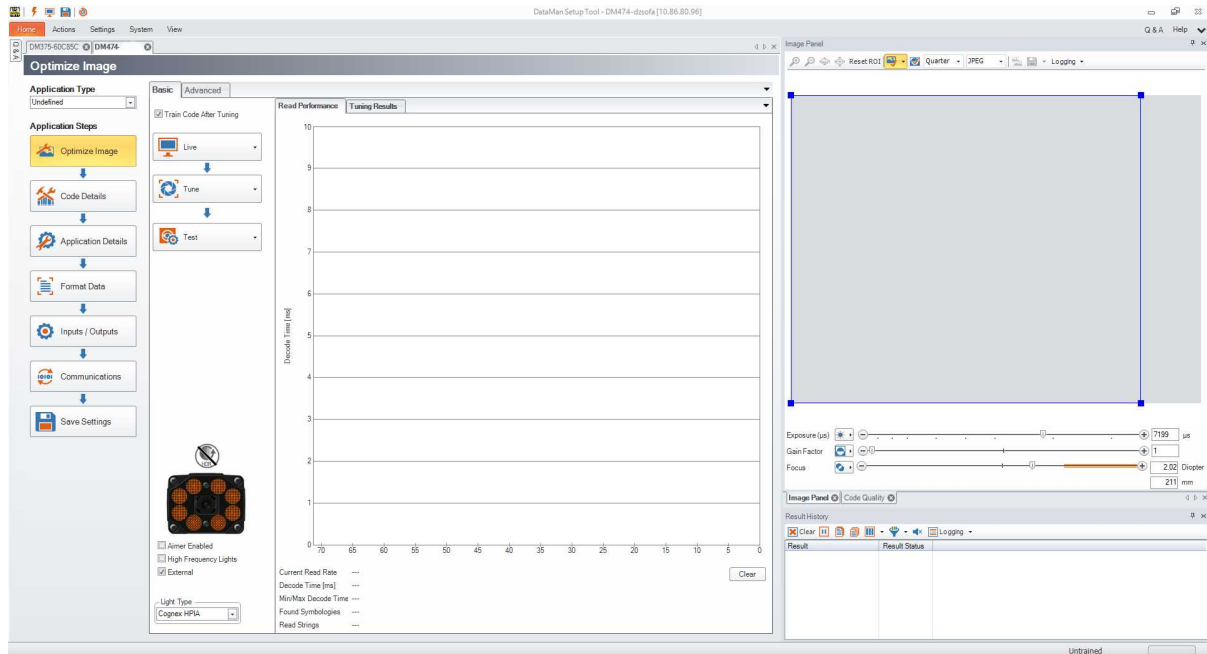 DataMan Setup Tool - DM474-dzsofa [10.86.80.96]
Home Actions Settings System View Q&A Help
Q & A
DM375-60C85C DM474-
Optimize Image
Application Type
Undefined
Application Steps
Optimize Image
Code Details
Application Details
Format Data
Inputs / Outputs
Communications
Save Settings
Basic Advanced
Train Code After Tuning
Live
Tune
Test
HDR
Aimer Enabled
High Frequency Lights
External
Light Type
Cognex HPIA
Read Performance Tuning Results
Decode Time [ms]
10
9
8
7
6
5
4
3
2
1
0
70 65 60 55 50 45 40 35 30 25 20 15 10 5 0
Current Read Rate ---
Decode Time [ms] ---
Min/Max Decode Time ---
Found Symbologies ---
Read Strings ---
Clear
Image Panel
Reset ROI Quarter JPEG Logging
Exposure (µs) 7199 µs
Gain Factor 1
Focus 2.02 Diopter
211 mm
Image Panel Code Quality
Result History
Clear Logging
Result Result Status
Untrained